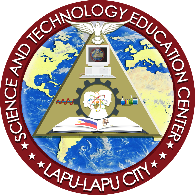 SCIENCE AND TECHNOLOGY EDUCATION CENTER
LAPU-LAPU CITY